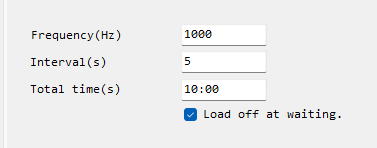 Frequency(Hz) 1000
Interval(s) 5
Total time(s) 10:00
Load off at waiting.